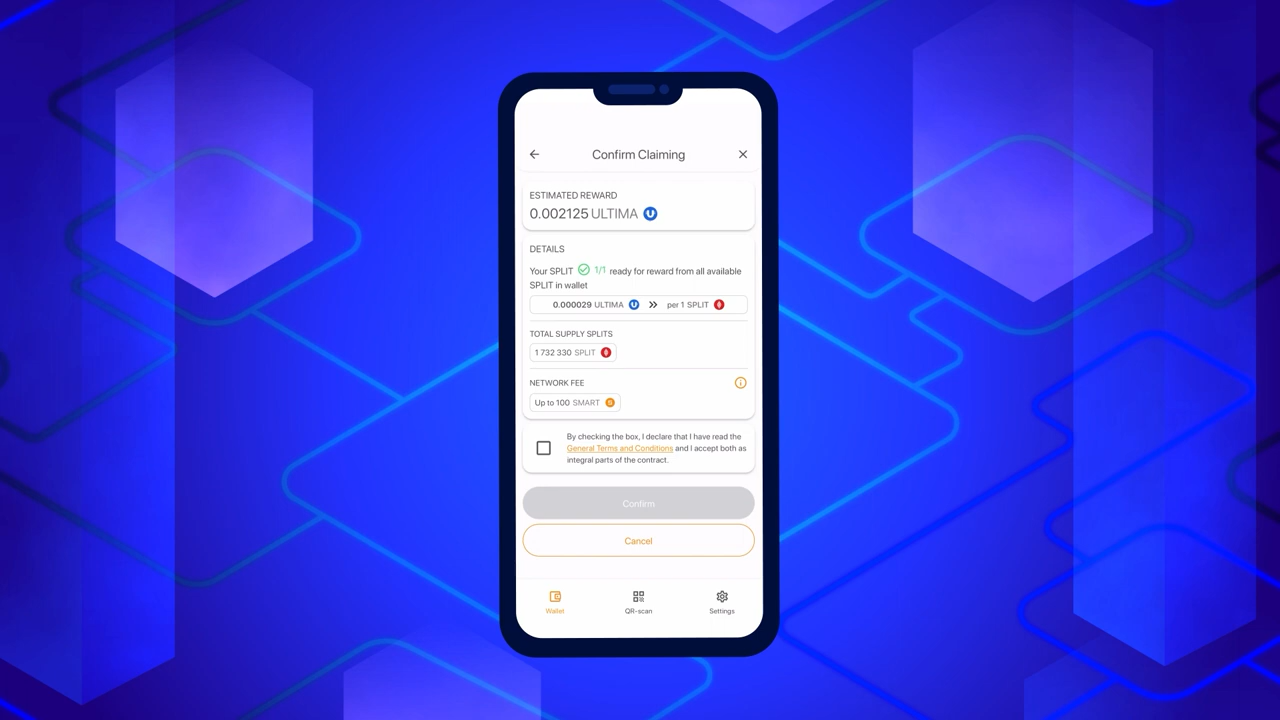 Confirm Claiming
ESTIMATED REWARD
0.002125 ULTIMA
DETAILS
Your SPLIT 1/1 ready for reward from all available
SPLIT in wallet
0.000029 ULTIMA per 1 SPLIT
TOTAL SUPPLY SPLITS
1 732 330 SPLIT
NETWORK FEE
Up to 100 SMART
By checking the box, I declare that I have read the
General Terms and Conditions and I accept both as
integral parts of the contract.
Confirm
Cancel
Wallet QR-scan Settings